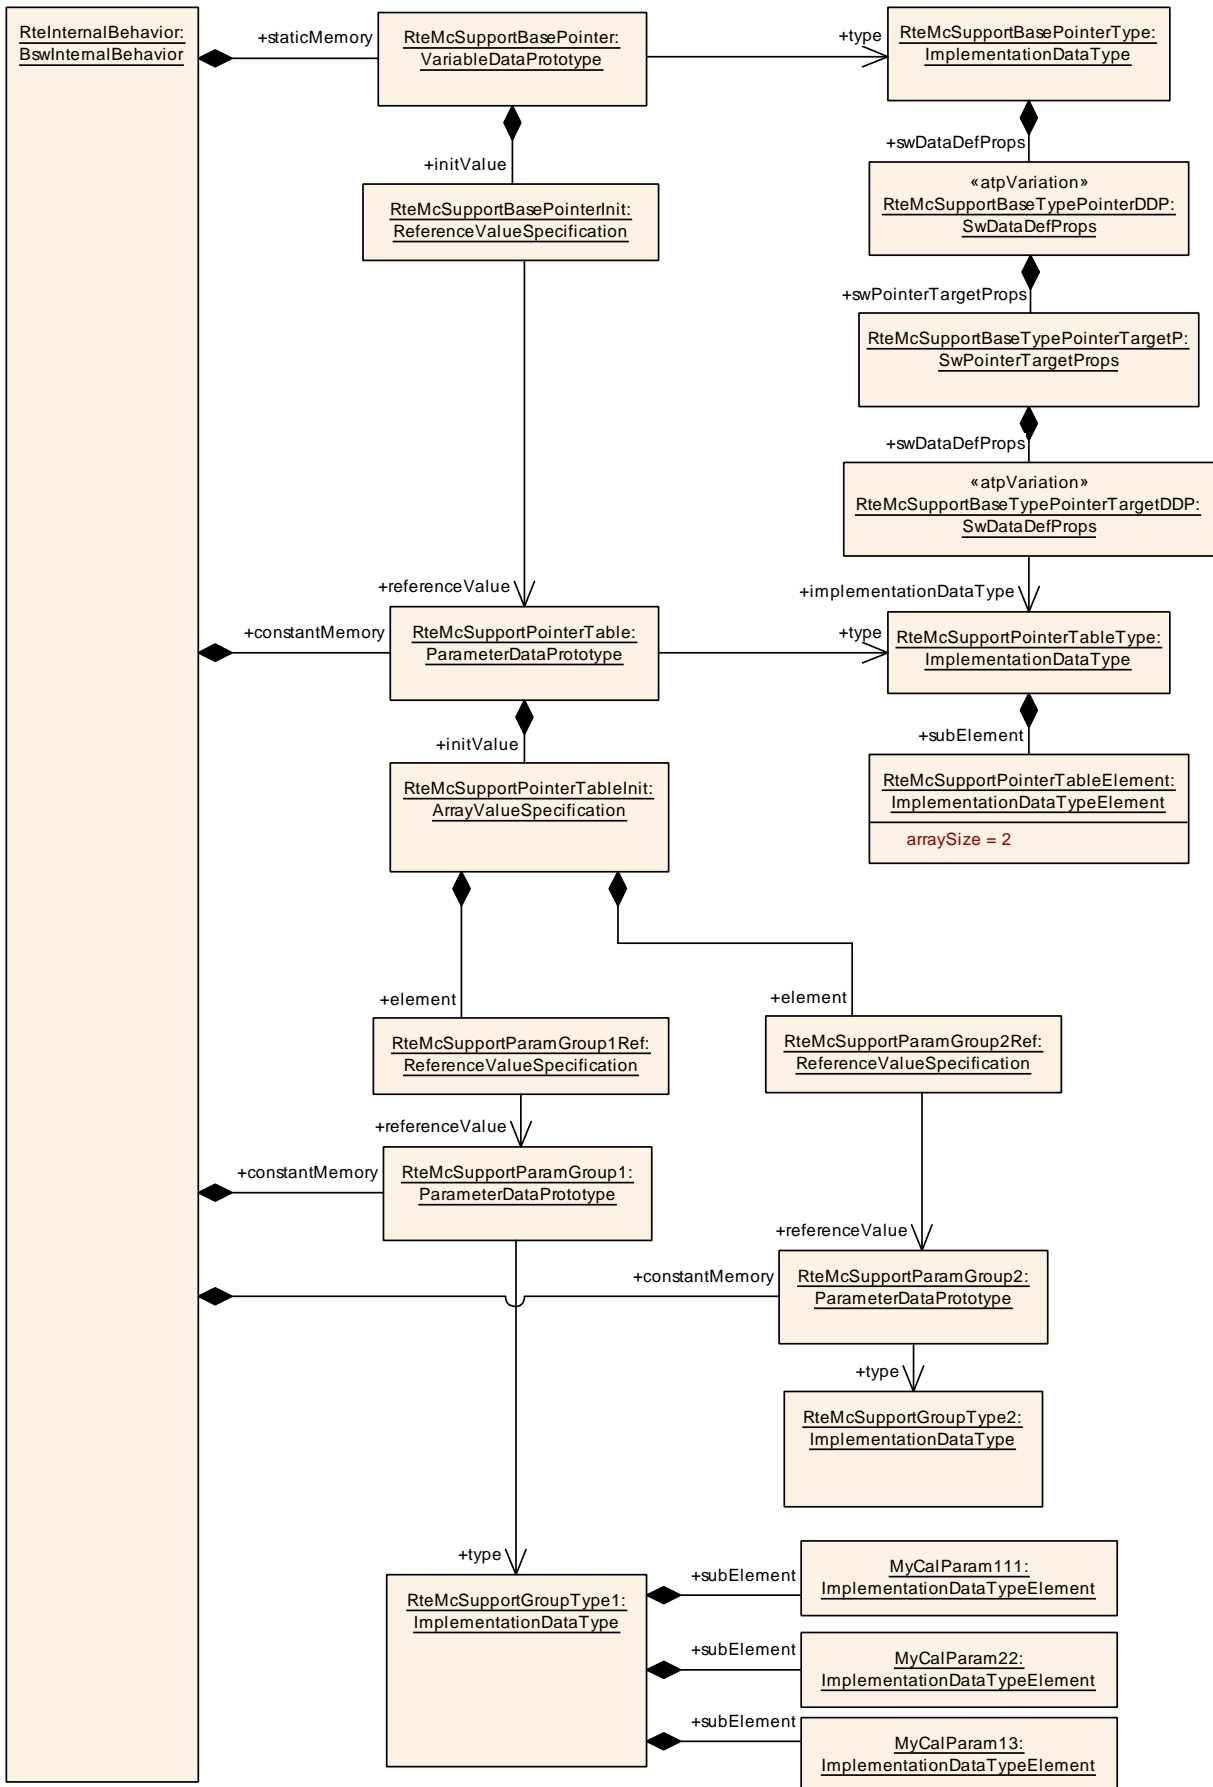 RteInternalBehavior:
BswInternalBehavior
+staticMemory
RteMcSupportBasePointer:
VariableDataPrototype
+type
RteMcSupportBasePointerType:
ImplementationDataType
+initValue
+swDataDefProps
RteMcSupportBasePointerInit:
ReferenceValueSpecification
«atpVariation»
RteMcSupportBaseTypePointerDDP:
SwDataDefProps
+swPointerTargetProps
RteMcSupportBaseTypePointerTargetP:
SwPointerTargetProps
+swDataDefProps
«atpVariation»
RteMcSupportBaseTypePointerTargetDDP:
SwDataDefProps
+referenceValue
+implementationDataType
+constantMemory
RteMcSupportPointerTable:
ParameterDataPrototype
+type
RteMcSupportPointerTableType:
ImplementationDataType
+initValue
+subElement
RteMcSupportPointerTableInit:
ArrayValueSpecification
RteMcSupportPointerTableElement:
ImplementationDataTypeElement
arraySize = 2
+element
+element
RteMcSupportParamGroup1Ref:
ReferenceValueSpecification
RteMcSupportParamGroup2Ref:
ReferenceValueSpecification
+referenceValue
+constantMemory
RteMcSupportParamGroup1:
ParameterDataPrototype
+referenceValue
+constantMemory
RteMcSupportParamGroup2:
ParameterDataPrototype
+type
RteMcSupportGroupType2:
ImplementationDataType
+type
RteMcSupportGroupType1:
ImplementationDataType
+subElement
MyCalParam111:
ImplementationDataTypeElement
+subElement
MyCalParam22:
ImplementationDataTypeElement
+subElement
MyCalParam13:
ImplementationDataTypeElement